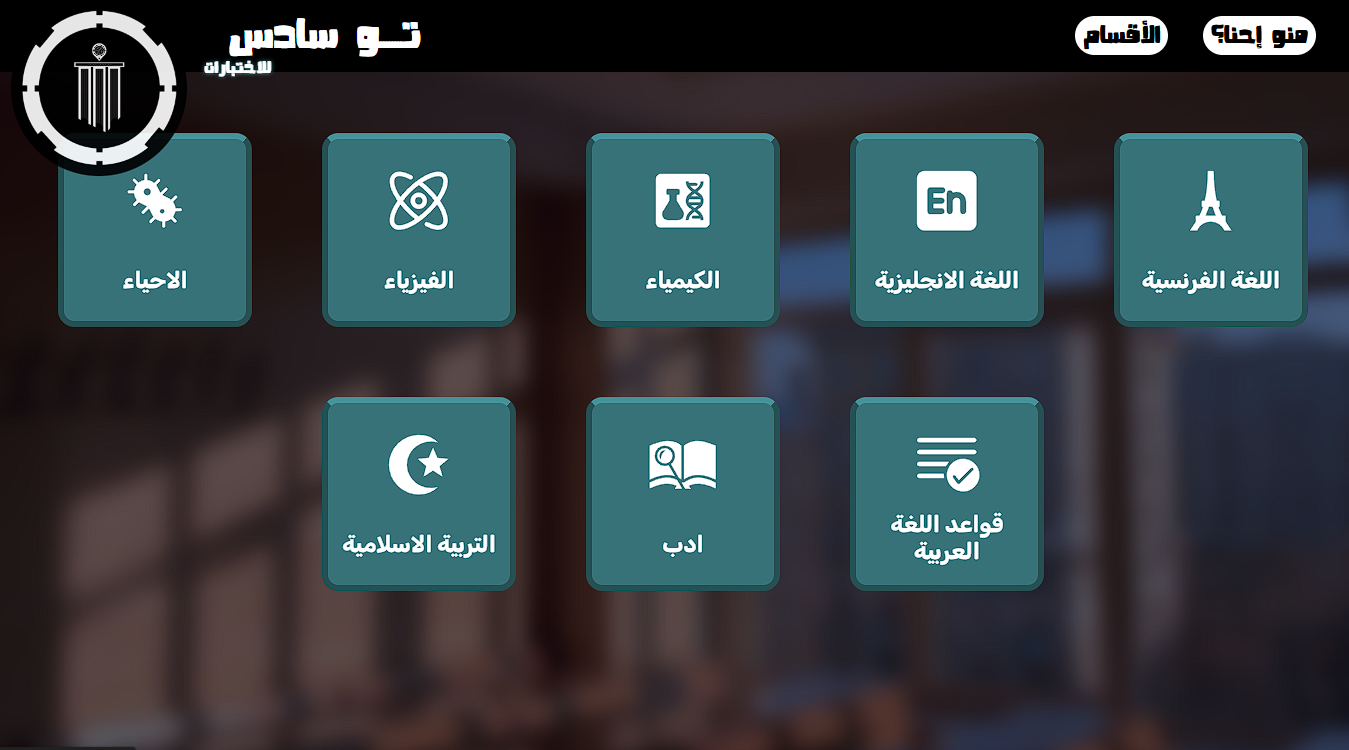 منو إحنا؟
الأقسام
تـو سادس
للاختبارات
اللغة الفرنسية
En
اللغة الانجليزية
الكيمياء
الفيزياء
الاحياء
قواعد اللغة
العربية
ادب
التربية الاسلامية